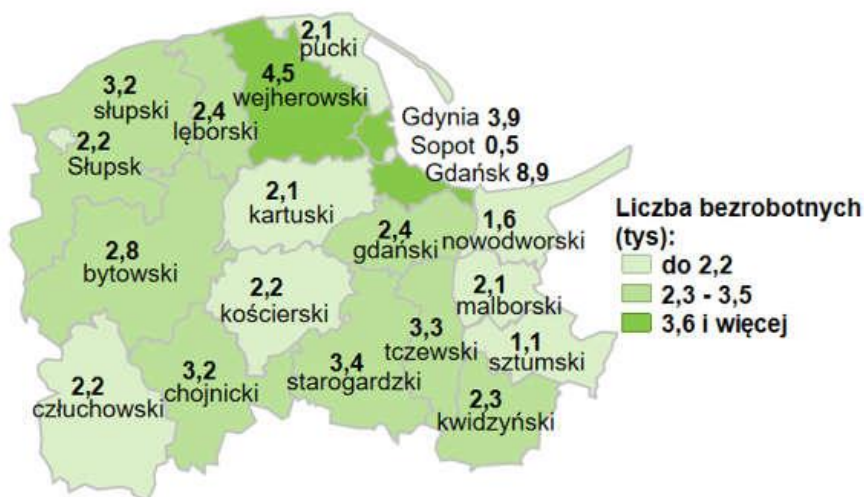 2,1
pucki
4,5
wejherowski
3,2
słupski
2,4
lęborski
2,2
Słupsk
Gdynia 3,9
Sopot 0,5
Gdańsk 8,9
2,1
kartuski
2,4
gdański
1,6
nowodworski
2,8
bytowski
2,2
kościerski
2,1
malborski
3,3
tczewski
1,1
sztumski
2,2
człuchowski
3,2
chojnicki
3,4
starogardzki
2,3
kwidzyński
Liczba bezrobotnych
(tys):
do 2,2
2,3 - 3,5
3,6 i więcej